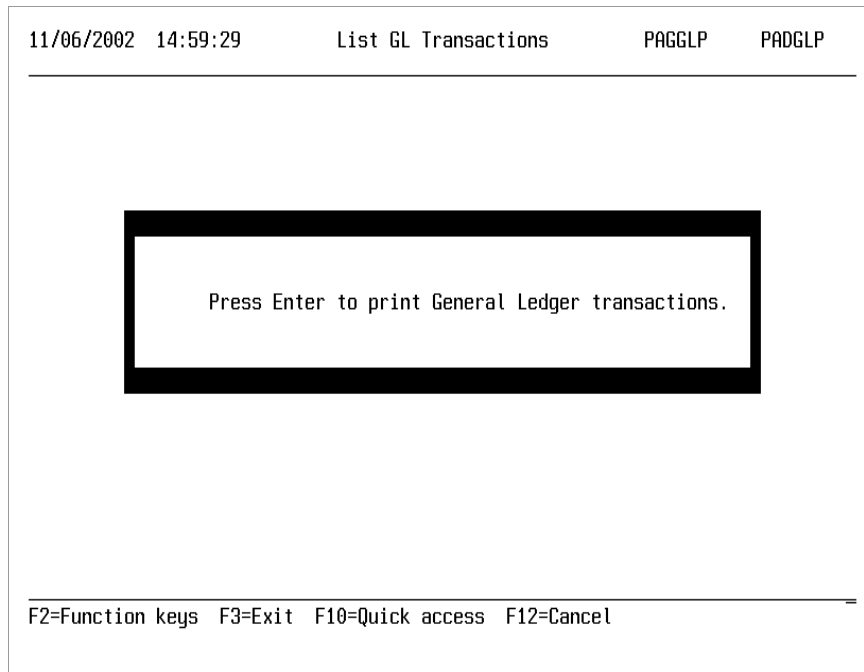 11/06/2002 14:59:29 List GL Transactions PAGGLP PADGLP
Press Enter to print General Ledger transactions.
F2=Function keys F3=Exit F10=Quick access F12=Cancel